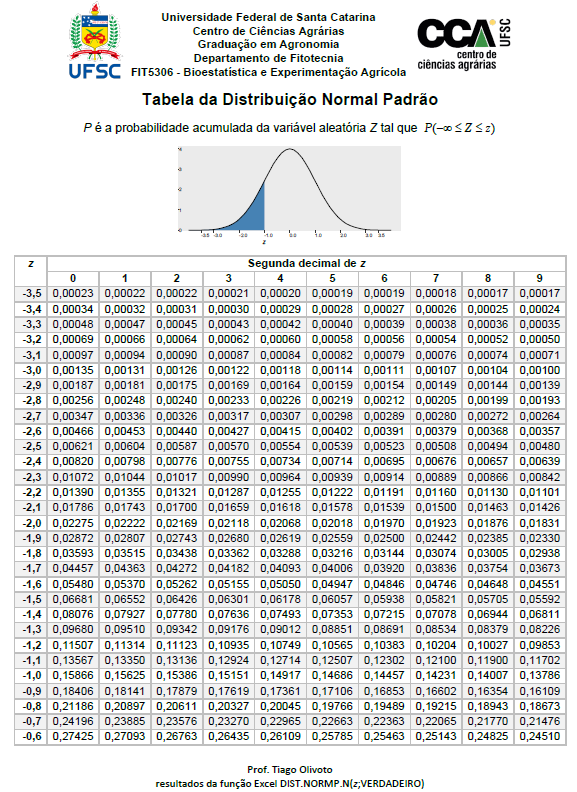 UFSC
Universidade Federal de Santa Catarina
Centro de Ciências Agrárias
Graduação em Agronomia
Departamento de Fitotecnia
FIT5306 - Bioestatística e Experimentação Agrícola
CCA UFSC
centro de
ciências agrárias
Tabela da Distribuição Normal Padrão
P é a probabilidade acumulada da variável aleatória Z tal que P(−∞ ≤ Z ≤ z)
-3.5 -3.0 -2.0 -1.0 0.0 1.0 2.0 3.0 3.5
z
z Segunda decimal de z
0 1 2 3 4 5 6 7 8 9
-3,5 0,00023 0,00022 0,00022 0,00021 0,00020 0,00019 0,00019 0,00018 0,00017 0,00017
-3,4 0,00034 0,00032 0,00031 0,00030 0,00029 0,00028 0,00027 0,00026 0,00025 0,00024
-3,3 0,00048 0,00047 0,00045 0,00043 0,00042 0,00040 0,00039 0,00038 0,00036 0,00035
-3,2 0,00069 0,00066 0,00064 0,00062 0,00060 0,00058 0,00056 0,00054 0,00052 0,00050
-3,1 0,00097 0,00094 0,00090 0,00087 0,00084 0,00082 0,00079 0,00076 0,00074 0,00071
-3,0 0,00135 0,00131 0,00126 0,00122 0,00118 0,00114 0,00111 0,00107 0,00104 0,00100
-2,9 0,00187 0,00181 0,00175 0,00169 0,00164 0,00159 0,00154 0,00149 0,00144 0,00139
-2,8 0,00256 0,00248 0,00240 0,00233 0,00226 0,00219 0,00212 0,00205 0,00199 0,00193
-2,7 0,00347 0,00336 0,00326 0,00317 0,00307 0,00298 0,00289 0,00280 0,00272 0,00264
-2,6 0,00466 0,00453 0,00440 0,00427 0,00415 0,00402 0,00391 0,00379 0,00368 0,00357
-2,5 0,00621 0,00604 0,00587 0,00570 0,00554 0,00539 0,00523 0,00508 0,00494 0,00480
-2,4 0,00820 0,00798 0,00776 0,00755 0,00734 0,00714 0,00695 0,00676 0,00657 0,00639
-2,3 0,01072 0,01044 0,01017 0,00990 0,00964 0,00939 0,00914 0,00889 0,00866 0,00842
-2,2 0,01390 0,01355 0,01321 0,01287 0,01255 0,01222 0,01191 0,01160 0,01130 0,01101
-2,1 0,01786 0,01743 0,01700 0,01659 0,01618 0,01578 0,01539 0,01500 0,01463 0,01426
-2,0 0,02275 0,02222 0,02169 0,02118 0,02068 0,02018 0,01970 0,01923 0,01876 0,01831
-1,9 0,02872 0,02807 0,02743 0,02680 0,02619 0,02559 0,02500 0,02442 0,02385 0,02330
-1,8 0,03593 0,03515 0,03438 0,03362 0,03288 0,03216 0,03144 0,03074 0,03005 0,02938
-1,7 0,04457 0,04363 0,04272 0,04182 0,04093 0,04006 0,03920 0,03836 0,03754 0,03673
-1,6 0,05480 0,05370 0,05262 0,05155 0,05050 0,04947 0,04846 0,04746 0,04648 0,04551
-1,5 0,06681 0,06552 0,06426 0,06301 0,06178 0,06057 0,05938 0,05821 0,05705 0,05592
-1,4 0,08076 0,07927 0,07780 0,07636 0,07493 0,07353 0,07215 0,07078 0,06944 0,06811
-1,3 0,09680 0,09510 0,09342 0,09176 0,09012 0,08851 0,08691 0,08534 0,08379 0,08226
-1,2 0,11507 0,11314 0,11123 0,10935 0,10749 0,10565 0,10383 0,10204 0,10027 0,09853
-1,1 0,13567 0,13350 0,13136 0,12924 0,12714 0,12507 0,12302 0,12100 0,11900 0,11702
-1,0 0,15866 0,15625 0,15386 0,15151 0,14917 0,14686 0,14457 0,14231 0,14007 0,13786
-0,9 0,18406 0,18141 0,17879 0,17619 0,17361 0,17106 0,16853 0,16602 0,16354 0,16109
-0,8 0,21186 0,20897 0,20611 0,20327 0,20045 0,19766 0,19489 0,19215 0,18943 0,18673
-0,7 0,24196 0,23885 0,23576 0,23270 0,22965 0,22663 0,22363 0,22065 0,21770 0,21476
-0,6 0,27425 0,27093 0,26763 0,26435 0,26109 0,25785 0,25463 0,25143 0,24825 0,24510
Prof. Tiago Olivoto
resultados da função Excel DIST.NORMP.N(z;VERDADEIRO)